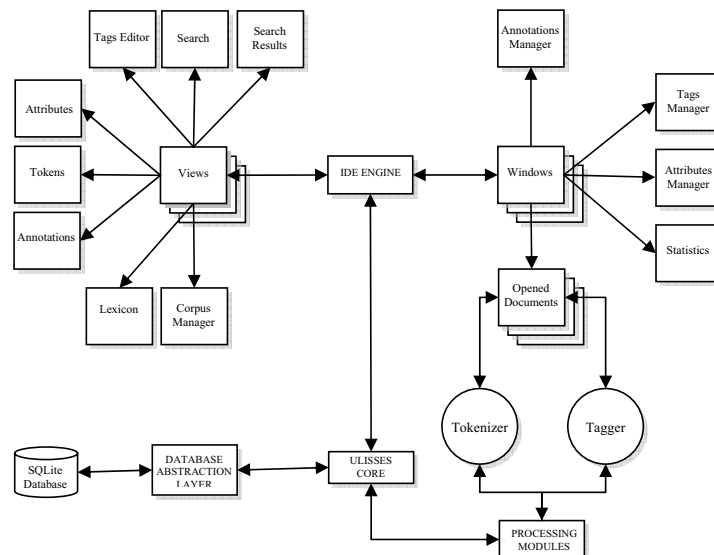 Tags Editor
Search
Search
Results
Annotations
Manager
Attributes
Tags
Manager
Tokens
Views
IDE ENGINE
Windows
Attributes
Manager
Annotations
Statistics
Lexicon
Corpus
Manager
Opened
Documents
Tokenizer
Tagger
SQLite
Database
DATABASE
ABSTRACTION
LAYER
ULISSES
CORE
PROCESSING
MODULES